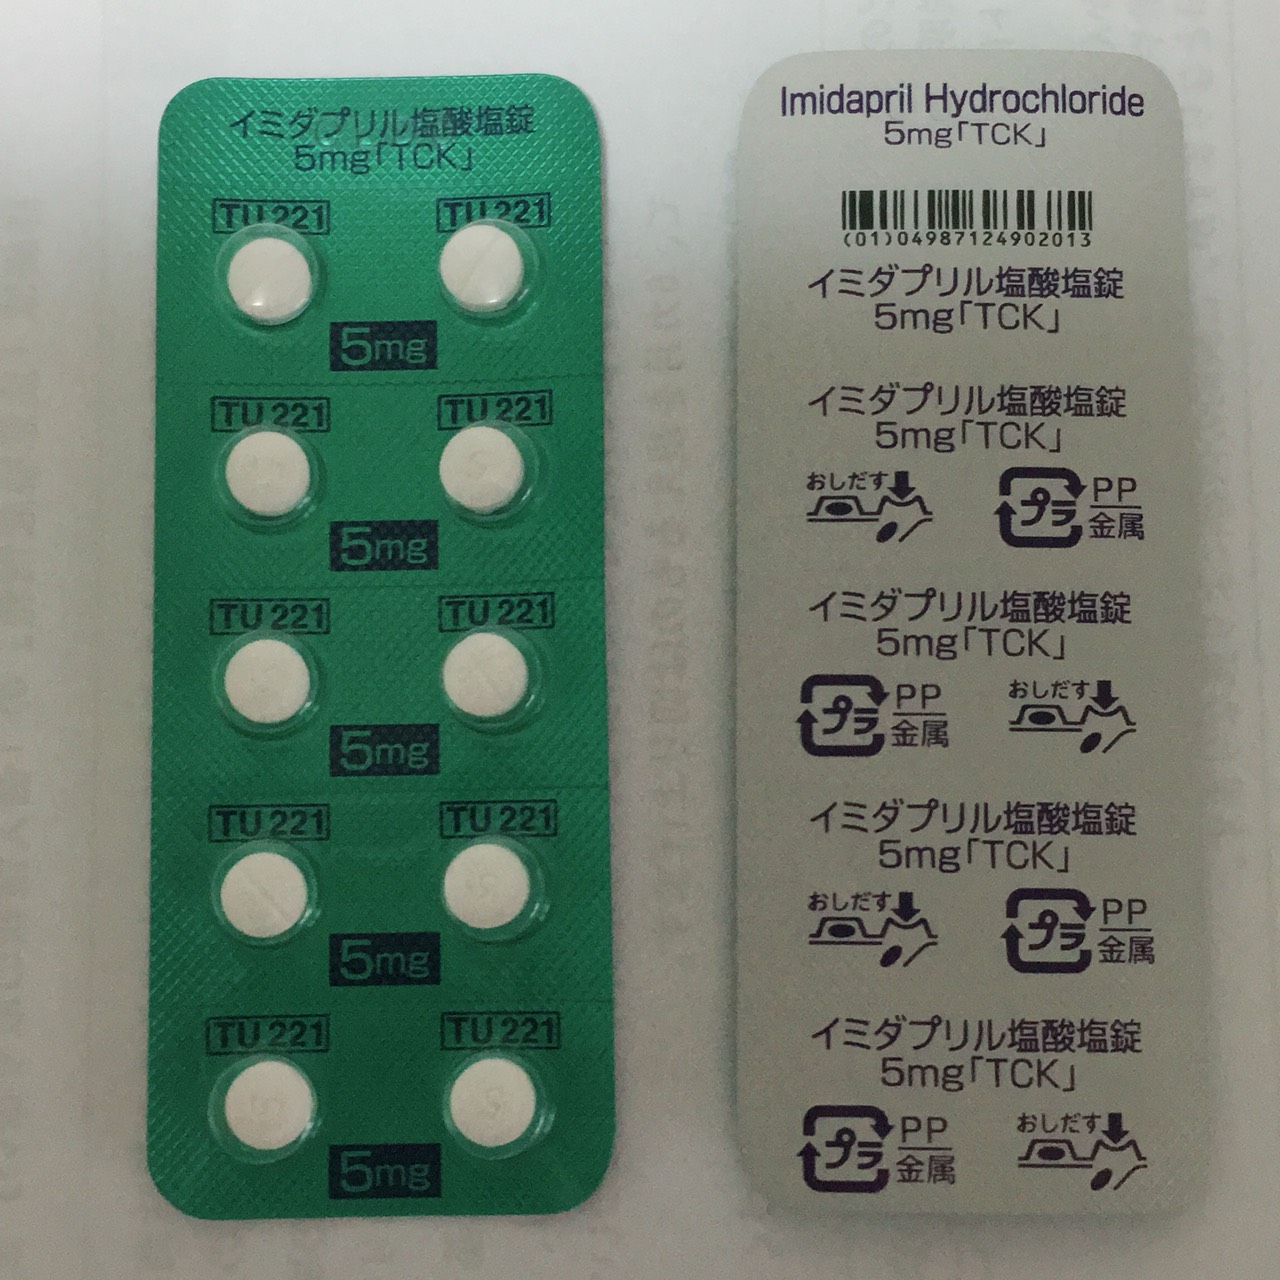 イミダプリル塩酸塩錠
5mg「TCK」
TU 221 TU 221
5mg
TU 221 TU 221
5mg
TU 221 TU 221
5mg
TU 221 TU 221
5mg
TU 221 TU 221
5mg
Imidapril Hydrochloride
5mg「TCK」
(01)04987124902013
イミダプリル塩酸塩錠
5mg「TCK」
イミダプリル塩酸塩錠
5mg「TCK」
おしだす プラ PP
金属
イミダプリル塩酸塩錠
5mg「TCK」
プラ PP おしだす
金属
イミダプリル塩酸塩錠
5mg「TCK」
おしだす プラ PP
金属
イミダプリル塩酸塩錠
5mg「TCK」
プラ PP おしだす
金属